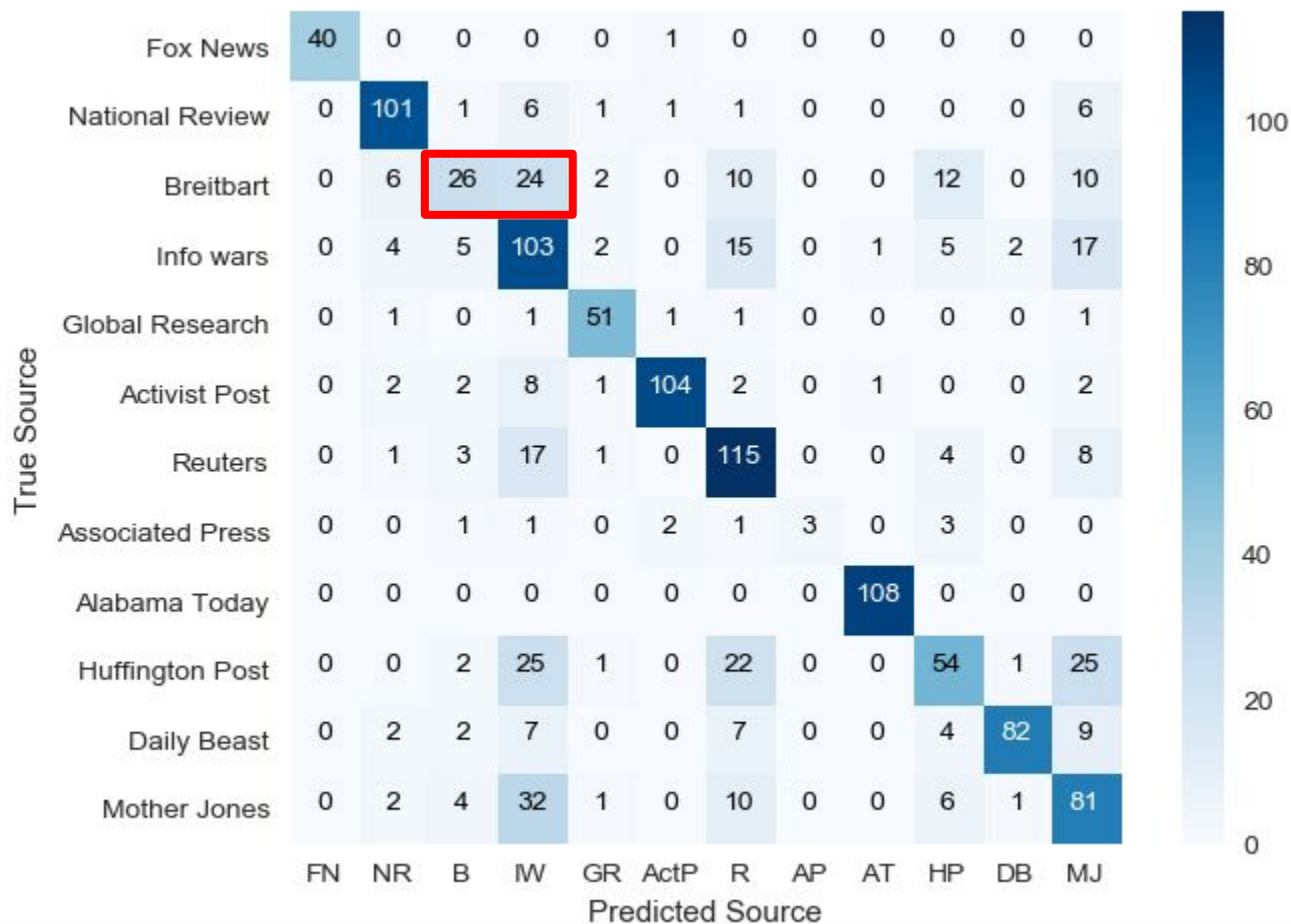 Fox News 40 0 0 0 0 1 0 0 0 0 0 0
National Review 0 101 1 6 1 1 1 0 0 0 0 6
100
Breitbart 0 6 26 24 2 0 10 0 0 12 0 10
Info wars 0 4 5 103 2 0 15 0 1 5 2 17
80
Global Research 0 1 0 1 51 1 1 0 0 0 0 1
Activist Post 0 2 2 8 1 104 2 0 1 0 0 2
60
Reuters 0 1 3 17 1 0 115 0 0 4 0 8
Associated Press 0 0 1 1 0 2 1 3 0 3 0 0
40
Alabama Today 0 0 0 0 0 0 0 0 108 0 0 0
Huffington Post 0 0 2 25 1 0 22 0 0 54 1 25
20
Daily Beast 0 2 2 7 0 0 7 0 0 4 82 9
Mother Jones 0 2 4 32 1 0 10 0 0 6 1 81
0
FN NR B IW GR ActP R AP AT HP DB MJ
Predicted Source
True Source